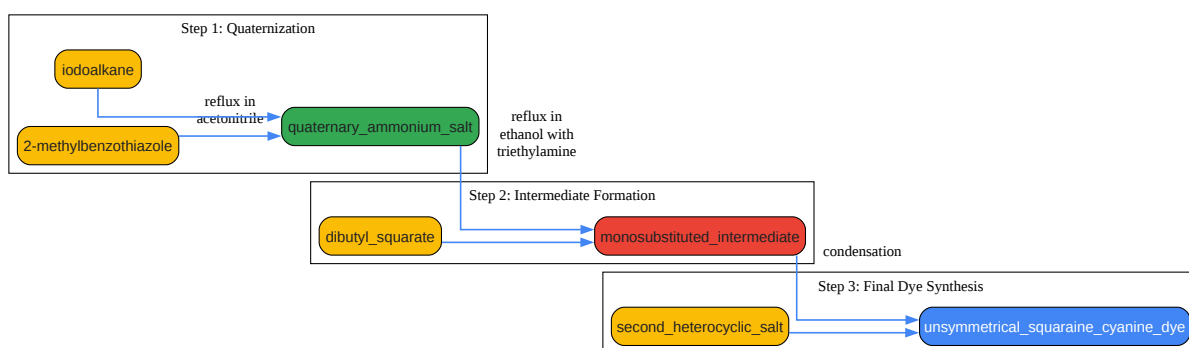 Step 1: Quaternization
iodoalkane
reflux in
acetonitrile
2-methylbenzothiazole
quaternary_ammonium_salt
reflux in
ethanol with
triethylamine
Step 2: Intermediate Formation
dibutyl_squarate
monosubstituted_intermediate
condensation
Step 3: Final Dye Synthesis
second_heterocyclic_salt
unsymmetrical_squaraine_cyanine_dye